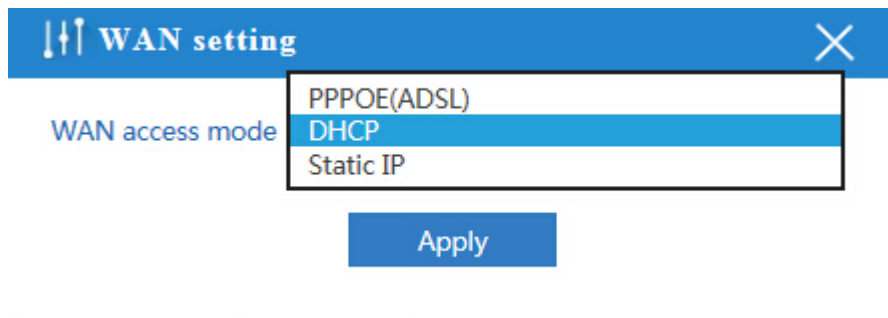 WAN setting
PPPOE(ADSL)
WAN access mode DHCP
Static IP
Apply